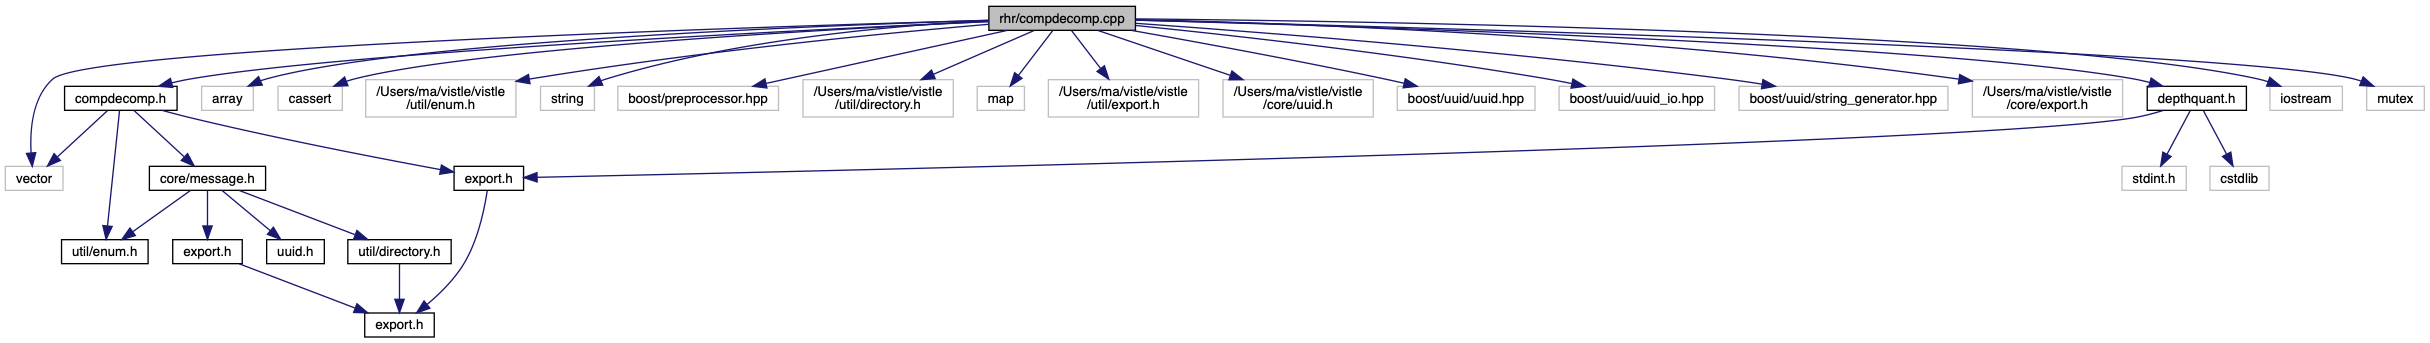 rhr/compdecomp.cpp
compdecomp.h
array
cassert
/Users/ma/vistle/vistle
/util/enum.h
string
boost/preprocessor.hpp
/Users/ma/vistle/vistle
/util/directory.h
map
/Users/ma/vistle/vistle
/util/export.h
/Users/ma/vistle/vistle
/core/uuid.h
boost/uuid/uuid.hpp
boost/uuid/uuid_io.hpp
boost/uuid/string_generator.hpp
/Users/ma/vistle/vistle
/core/export.h
depthquant.h
iostream
mutex
vector
core/message.h
export.h
stdint.h
cstdlib
util/enum.h
export.h
uuid.h
util/directory.h
export.h